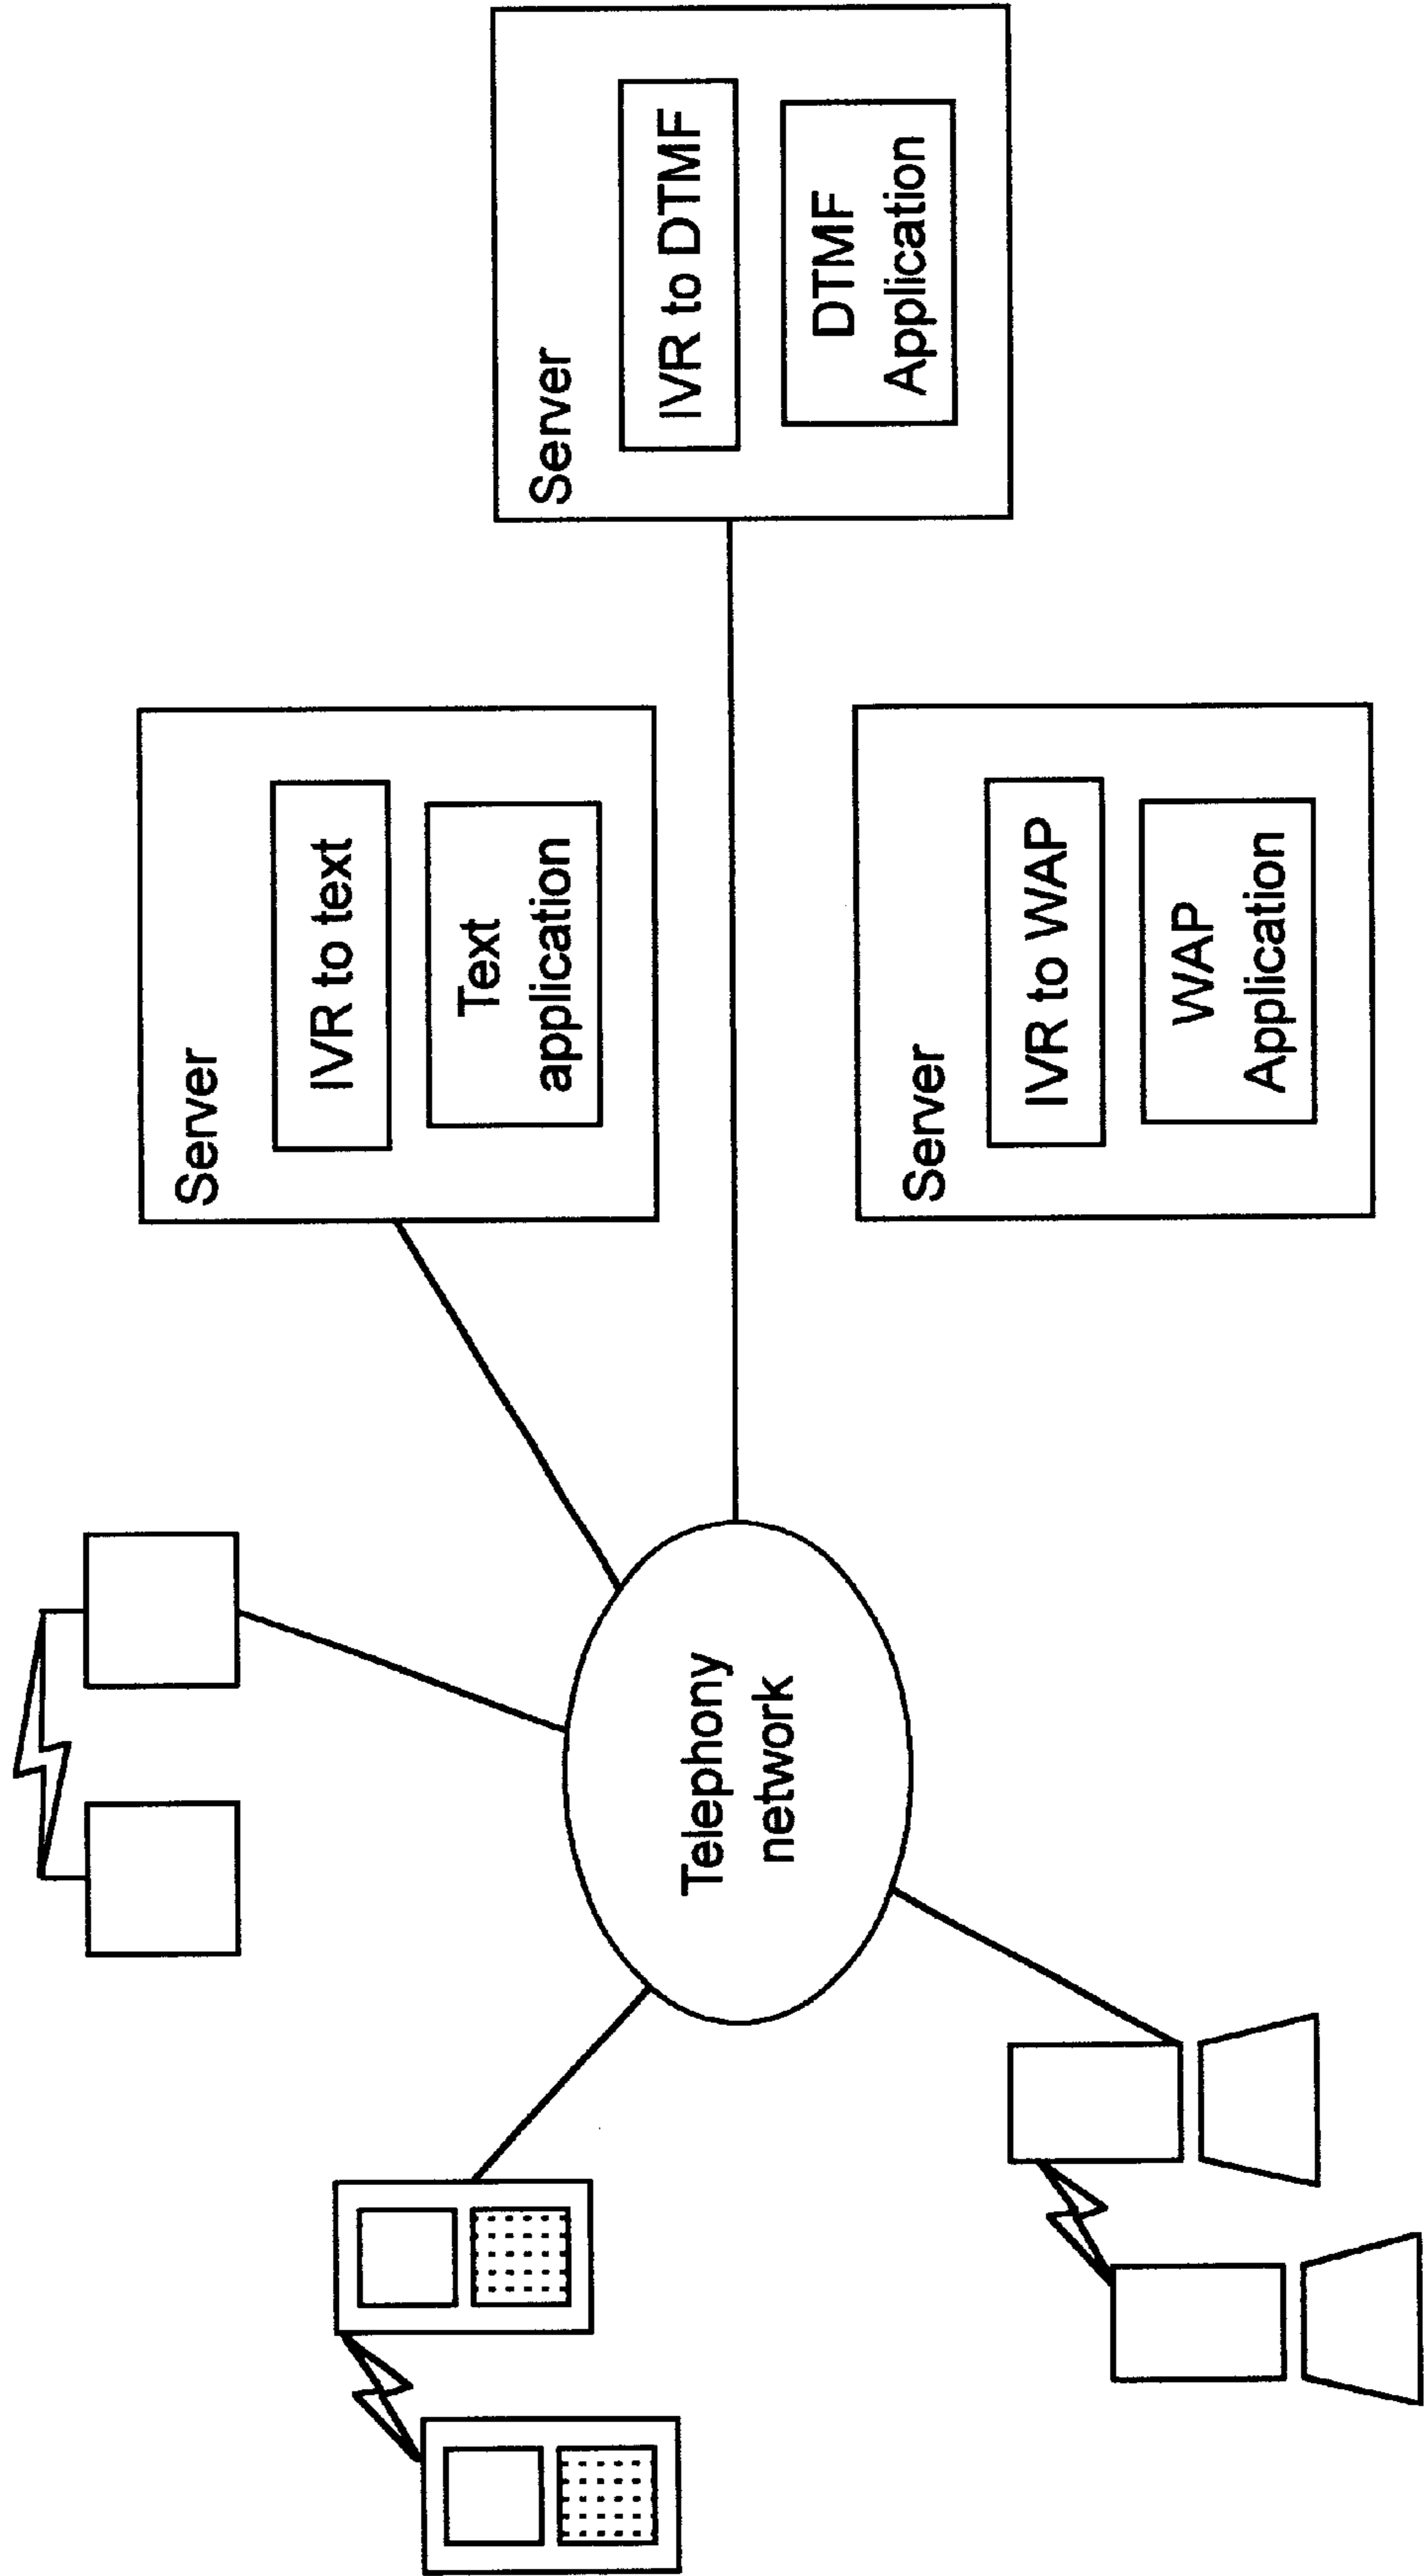 Telephony
network
Server
IVR to text
Text
application
Server
IVR to WAP
WAP
Application
Server
IVR to DTMF
DTMF
Application